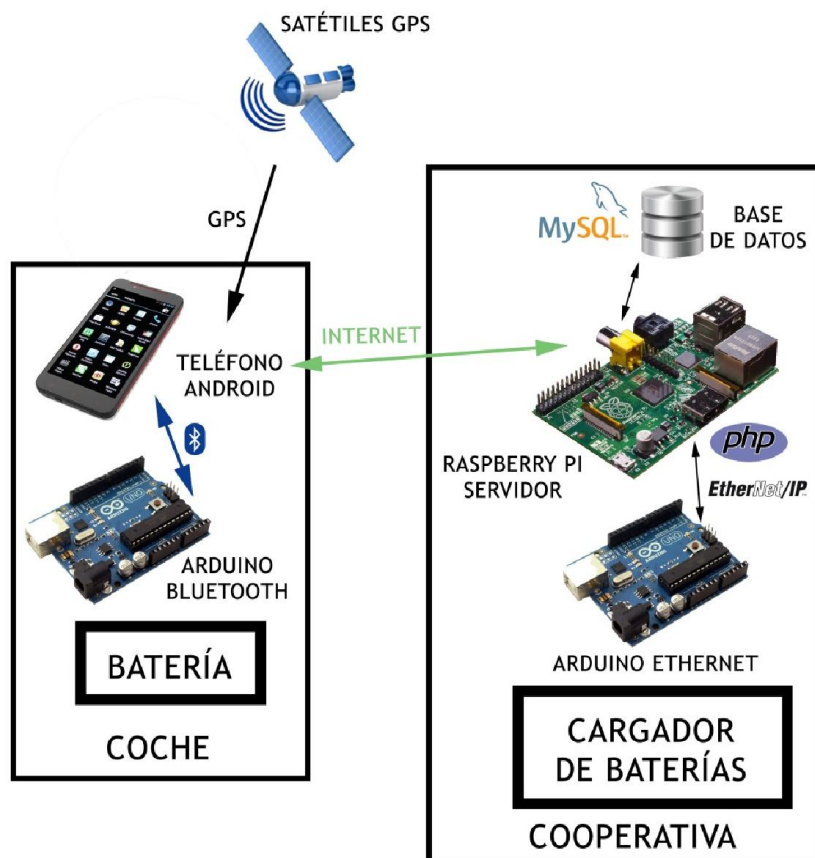 SATÉTILES GPS
GPS
TELÉFONO
ANDROID
ARDUINO
BLUETOOTH
BATERÍA
COCHE
INTERNET
MySQL
BASE
DE DATOS
RASPBERRY PI
SERVIDOR
php
EtherNet/IP
ARDUINO ETHERNET
CARGADOR
DE BATERÍAS
COOPERATIVA